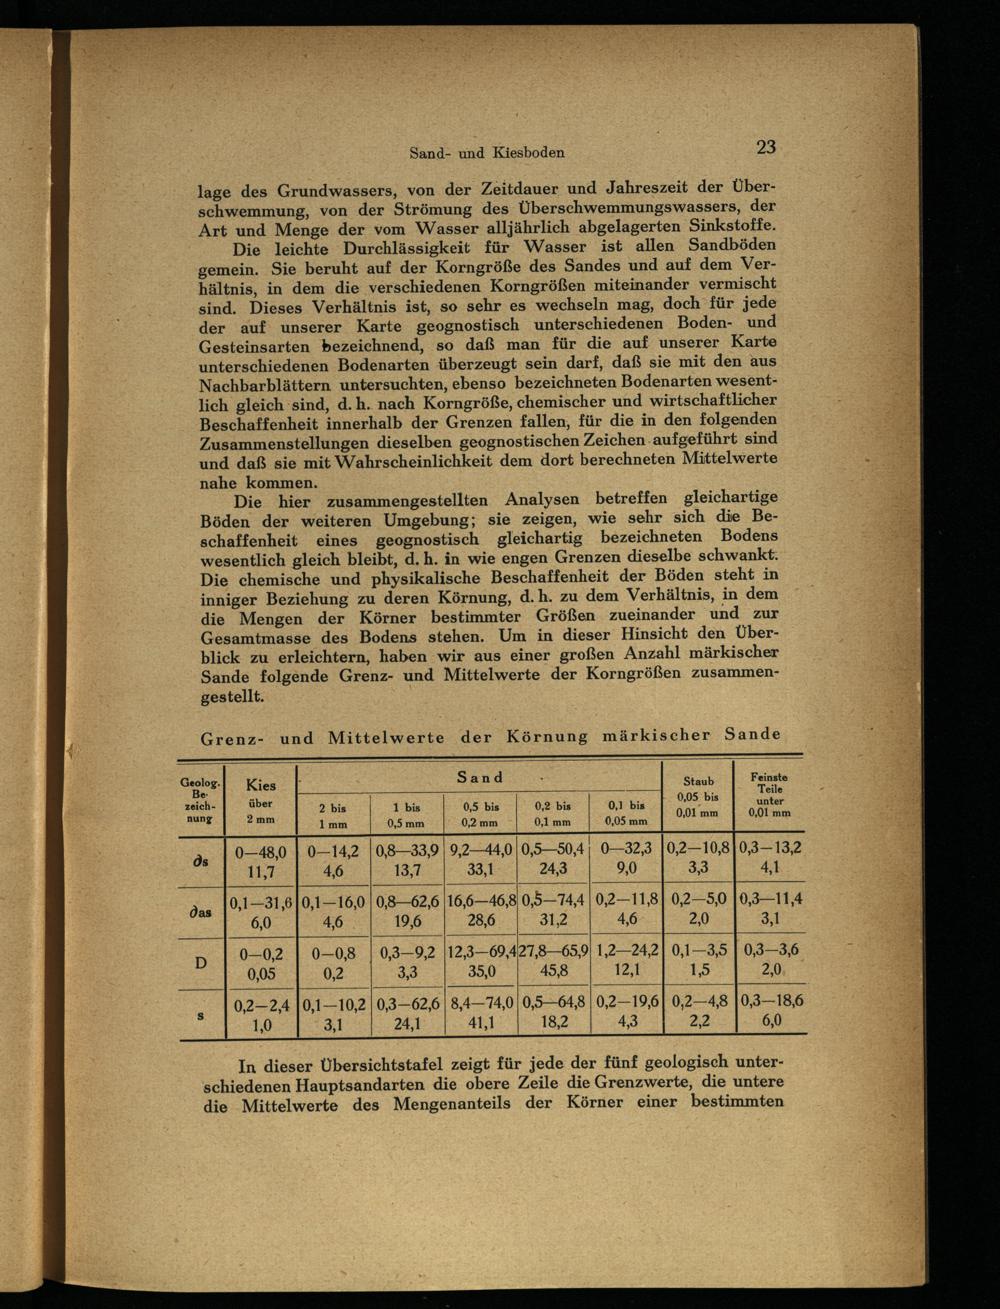 Sand- und Kiesboden 23
lage des Grundwassers, von der Zeitdauer und Jahreszeit der Über-
schwemmung, von der Strömung des Überschwemmungswassers, der
Art und Menge der vom Wasser alljährlich abgelagerten Sinkstoffe.
Die leichte Durchlässigkeit für Wasser ist allen Sandböden
gemein. Sie beruht auf der Korngröße des Sandes und auf dem Ver-
hältnis, in dem die verschiedenen Korngrößen miteinander vermischt
sind. Dieses Verhältnis ist, so sehr es wechseln mag, doch für jede
der auf unserer Karte geognostisch unterschiedenen Boden- und
Gesteinsarten bezeichnend, so daß man für die auf unserer Karte
unterschiedenen Bodenarten überzeugt sein darf, daß sie mit den aus
Nachbarblättern untersuchten, ebenso bezeichneten Bodenarten wesent-
lich gleich sind, d. h. nach Korngröße, chemischer und wirtschaftlicher
Beschaffenheit innerhalb der Grenzen fallen, für die in den folgenden
Zusammenstellungen dieselben geognostischen Zeichen aufgeführt sind
und daß sie mit Wahrscheinlichkeit dem dort berechneten Mittelwerte
nahe kommen.
Die hier zusammengestellten Analysen betreffen gleichartige
Böden der weiteren Umgebung; sie zeigen, wie sehr sich die Be-
schaffenheit eines geognostisch gleichartig bezeichneten Bodens
wesentlich gleich bleibt, d. h. in wie engen Grenzen dieselbe schwankt.
Die chemische und physikalische Beschaffenheit der Böden steht in
inniger Beziehung zu deren Körnung, d. h. zu dem Verhältnis, in dem
die Mengen der Körner bestimmter Größen zueinander und zur
Gesamtmasse des Bodens stehen. Um in dieser Hinsicht den Über-
blick zu erleichtern, haben wir aus einer großen Anzahl märkischer
Sande folgende Grenz- und Mittelwerte der Korngrößen zusammen-
gestellt.
Grenz- und Mittelwerte der Körnung märkischer Sande
Geolog.
Be-
zeich-
nung
Kies
über
2 mm
Sand
2 bis
1 mm
1 bis
0,5 mm
0,5 bis
0,2 mm
0,2 bis
0,1 mm
0,1 bis
0,05 mm
Staub
0,05 bis
0,01 mm
Feinste
Teile
unter
0,01 mm
∂s 0—48,0 0—14,2 0,8—33,9 9,2—44,0 0,5—50,4 0—32,3 0,2—10,8 0,3—13,2
11,7 4,6 13,7 33,1 24,3 9,0 3,3 4,1
∂as 0,1—31,6 0,1—16,0 0,8—62,6 16,6—46,8 0,5—74,4 0,2—11,8 0,2—5,0 0,3—11,4
6,0 4,6 19,6 28,6 31,2 4,6 2,0 3,1
D 0—0,2 0—0,8 0,3—9,2 12,3—69,4 27,8—65,9 1,2—24,2 0,1—3,5 0,3—3,6
0,05 0,2 3,3 35,0 45,8 12,1 1,5 2,0
s 0,2—2,4 0,1—10,2 0,3—62,6 8,4—74,0 0,5—64,8 0,2—19,6 0,2—4,8 0,3—18,6
1,0 3,1 24,1 41,1 18,2 4,3 2,2 6,0
In dieser Übersichtstafel zeigt für jede der fünf geologisch unter-
schiedenen Hauptsandarten die obere Zeile die Grenzwerte, die untere
die Mittelwerte des Mengenanteils der Körner einer bestimmten